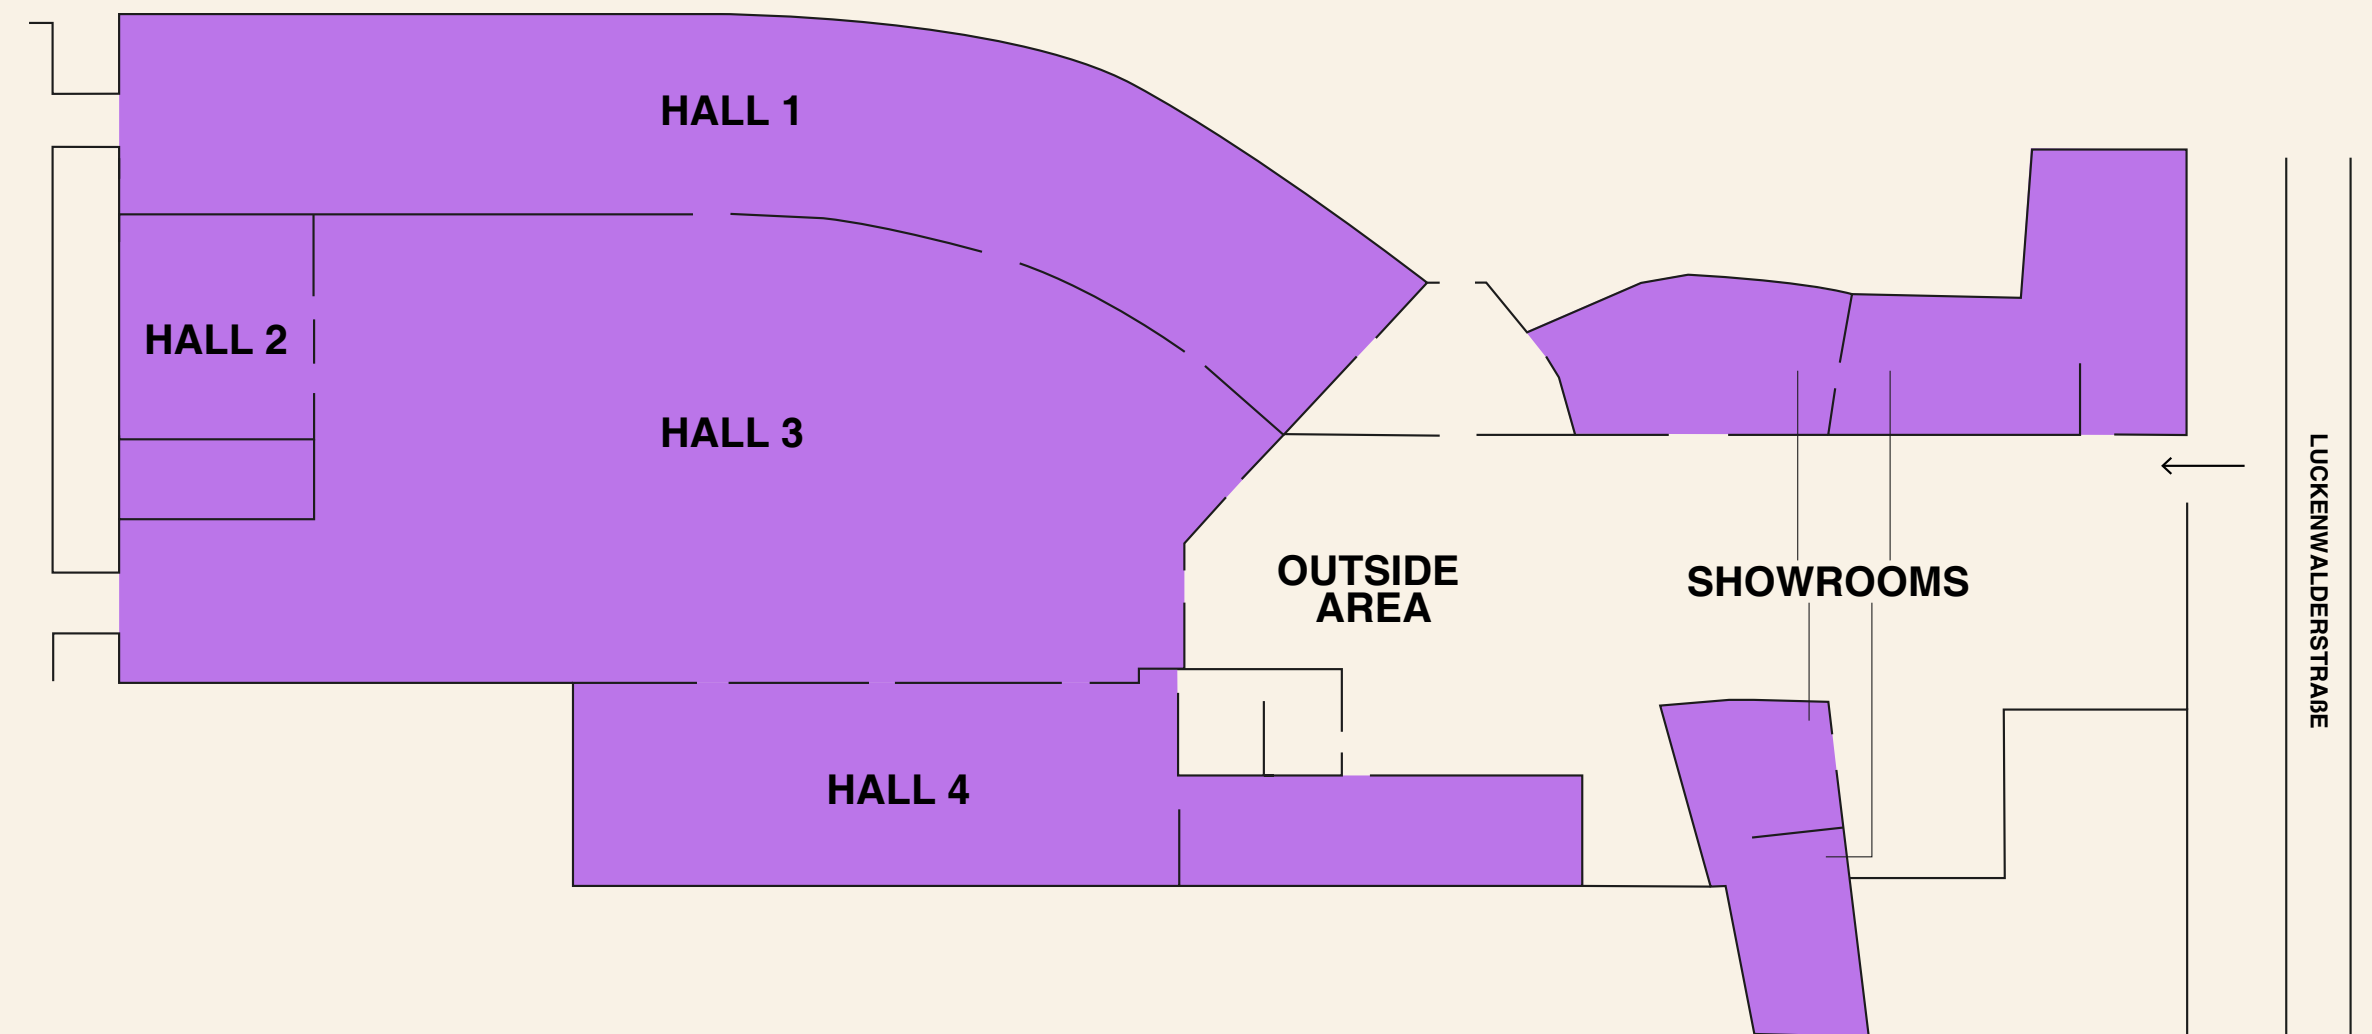 HALL 1
HALL 2
HALL 3
OUTSIDE
AREA
SHOWROOMS
LUCKENWALDERSTRAßE
HALL 4